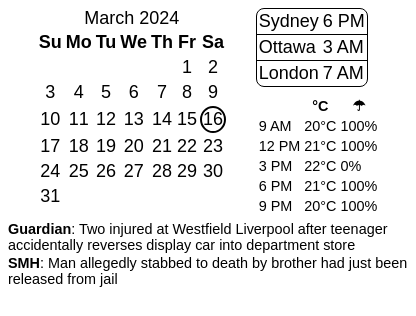 March 2024
Su Mo Tu We Th Fr Sa
1 2
3 4 5 6 7 8 9
10 11 12 13 14 15 16
17 18 19 20 21 22 23
24 25 26 27 28 29 30
31
Sydney 6 PM
Ottawa 3 AM
London 7 AM
°C ☂
9 AM 20°C 100%
12 PM 21°C 100%
3 PM 22°C 0%
6 PM 21°C 100%
9 PM 20°C 100%
Guardian: Two injured at Westfield Liverpool after teenager
accidentally reverses display car into department store
SMH: Man allegedly stabbed to death by brother had just been
released from jail